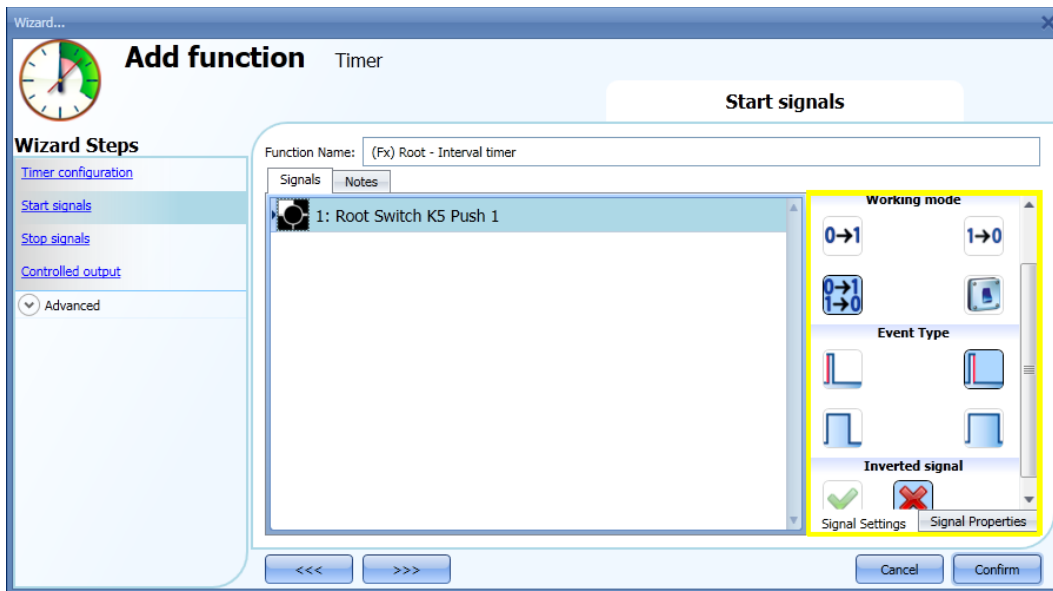 Wizard...
Add function Timer
Start signals
Wizard Steps
Timer configuration
Start signals
Stop signals
Controlled output
Advanced
Function Name: (Fx) Root - Interval timer
Signals Notes
1: Root Switch K5 Push 1
Working mode
0→1 1→0
0→1
1→0
Event Type
Inverted signal
Signal Settings Signal Properties
<<< >>> Cancel Confirm